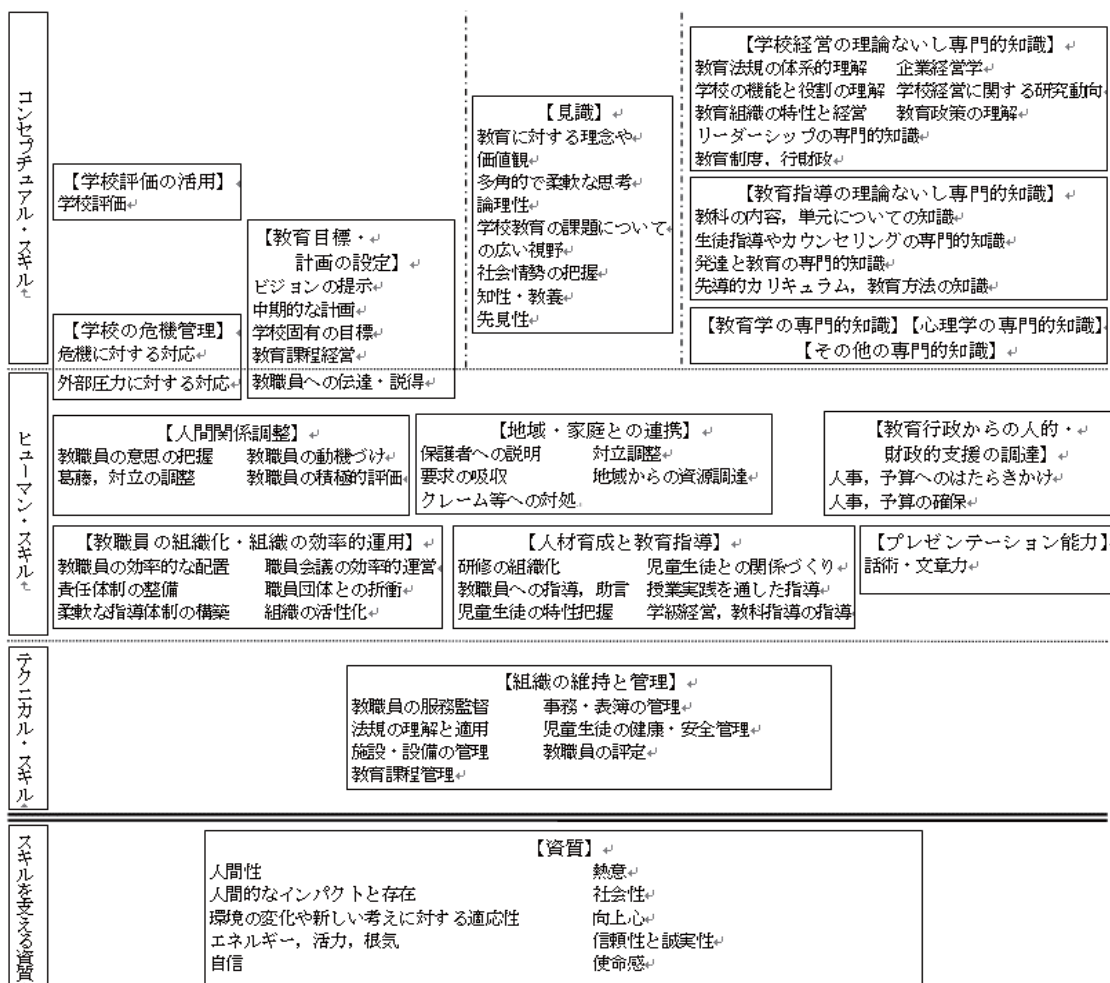 コンセプチュアル・スキル
【学校評価の活用】
学校評価
【学校の危機管理】
危機に対する対応
外部圧力に対する対応
【教育目標・
計画の設定】
ビジョンの提示
中期的な計画
学校固有の目標
教育課程経営
教職員への伝達・説得
【見識】
教育に対する理念や
価値観
多角的で柔軟な思考
論理性
学校教育の課題について
の広い視野
社会情勢の把握
知性・教養
先見性
【学校経営の理論ないし専門的知識】
教育法規の体系的理解 企業経営学
学校の機能と役割の理解 学校経営に関する研究動向
教育組織の特性と経営 教育政策の理解
リーダーシップの専門的知識
教育制度，行財政
【教育指導の理論ないし専門的知識】
教科の内容，単元についての知識
生徒指導やカウンセリングの専門的知識
発達と教育の専門的知識
先導的カリキュラム，教育方法の知識
【教育学の専門的知識】【心理学の専門的知識】
【その他の専門的知識】
ヒューマン・スキル
【人間関係調整】
教職員の意思の把握 教職員の動機づけ
葛藤，対立の調整 教職員の積極的評価
【地域・家庭との連携】
保護者への説明 対立調整
要求の吸収 地域からの資源調達
クレーム等への対処
【教育行政からの人的・
財政的支援の調達】
人事，予算へのはたらきかけ
人事，予算の確保
【教職員の組織化・組織の効率的運用】
教職員の効率的な配置 職員会議の効率的運営
責任体制の整備 職員団体との折衝
柔軟な指導体制の構築 組織の活性化
【人材育成と教育指導】
研修の組織化 児童生徒との関係づくり
教職員への指導，助言 授業実践を通した指導
児童生徒の特性把握 学級経営，教科指導の指導
【プレゼンテーション能力】
話術・文章力
テクニカル・スキル
【組織の維持と管理】
教職員の服務監督 事務・表簿の管理
法規の理解と適用 児童生徒の健康・安全管理
施設・設備の管理 教職員の評定
教育課程管理
スキルを支える資質
【資質】
人間性 熱意
人間的なインパクトと存在 社会性
環境の変化や新しい考えに対する適応性 向上心
エネルギー，活力，根気 信頼性と誠実性
自信 使命感